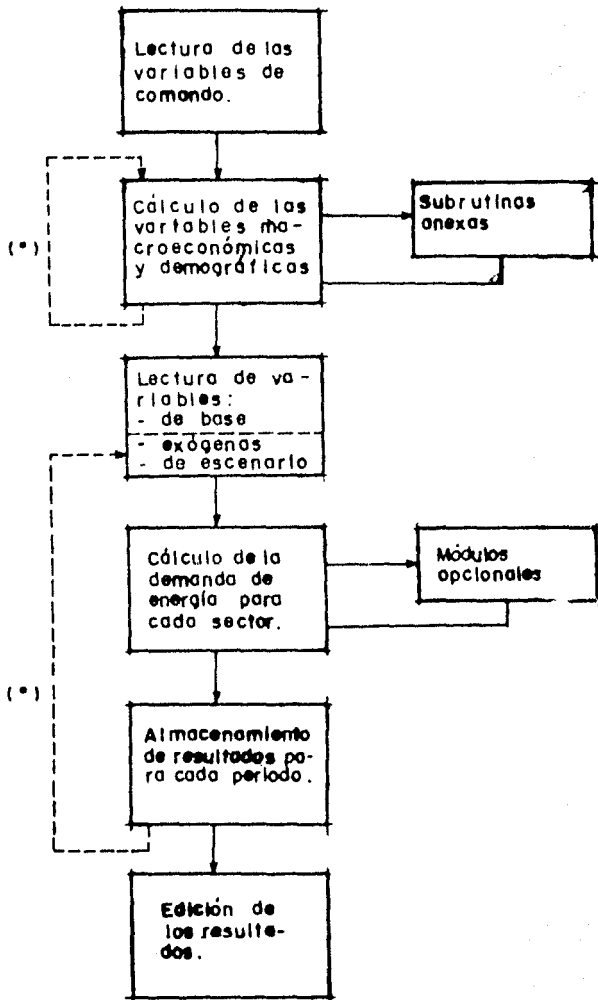 Lectura de las
variables de
comando.
(*)
Cálculo de las
variables ma-
croeconómicas
y demográficas
Subrutinas
anexas
Lectura de va-
riables:
- de base
- exógenas
- de escenario
Cálculo de la
demanda de
energía para
cada sector.
Módulos
opcionales
(*)
Almacenamiento
de resultados pa-
ra cada período.
Edición de
los resulta-
dos.